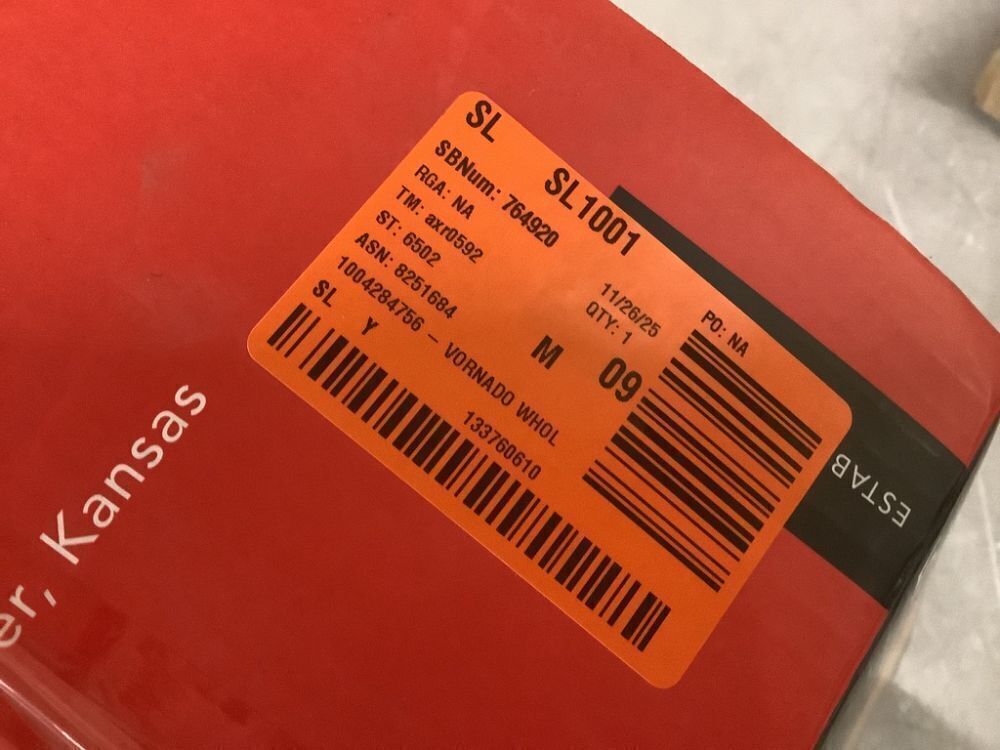 SL
SL1001
SBNum: 764920
RGA: NA
TM: axr0592
ST: 6502
ASN: 8251684
11/26/25
QTY: 1
PO: NA
1004284756 – VORNADO WHOL
M 09
SL Y
133760610
er, Kansas
ESTAB